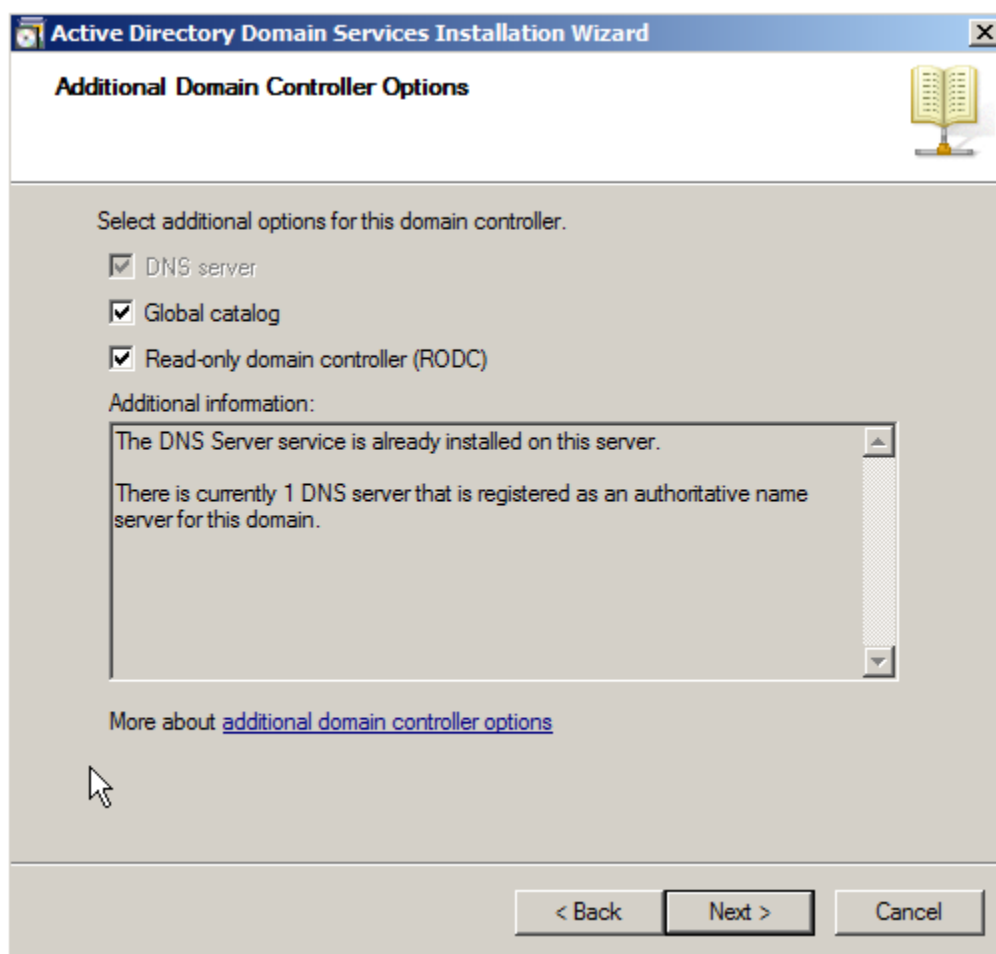 Active Directory Domain Services Installation Wizard
Additional Domain Controller Options
Select additional options for this domain controller.
DNS server
Global catalog
Read-only domain controller (RODC)
Additional information:
The DNS Server service is already installed on this server.
There is currently 1 DNS server that is registered as an authoritative name
server for this domain.
More about additional domain controller options
< Back Next > Cancel